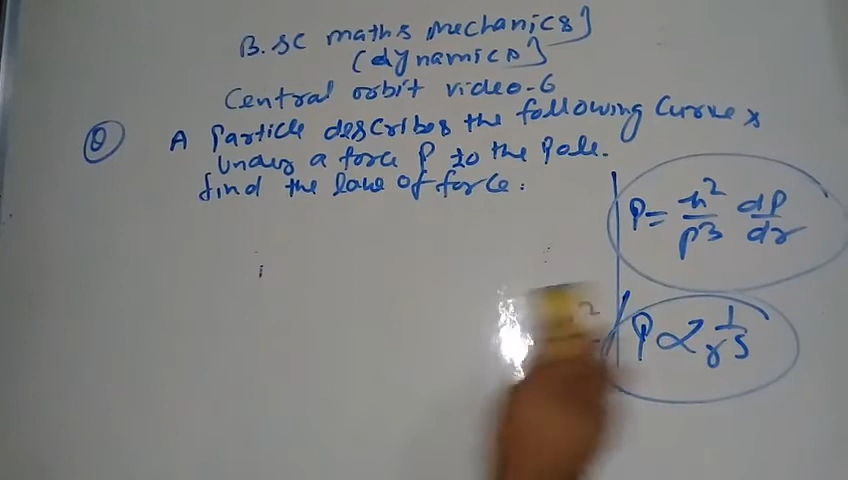 B.SC maths Mechanics]
(dynamics]
Central orbit video-6
Q A Particle describes the following Curves
Under a force P to the Pole.
find the law of force:
P = h² / p³ dp/dr
P ∝ 1/r⁵